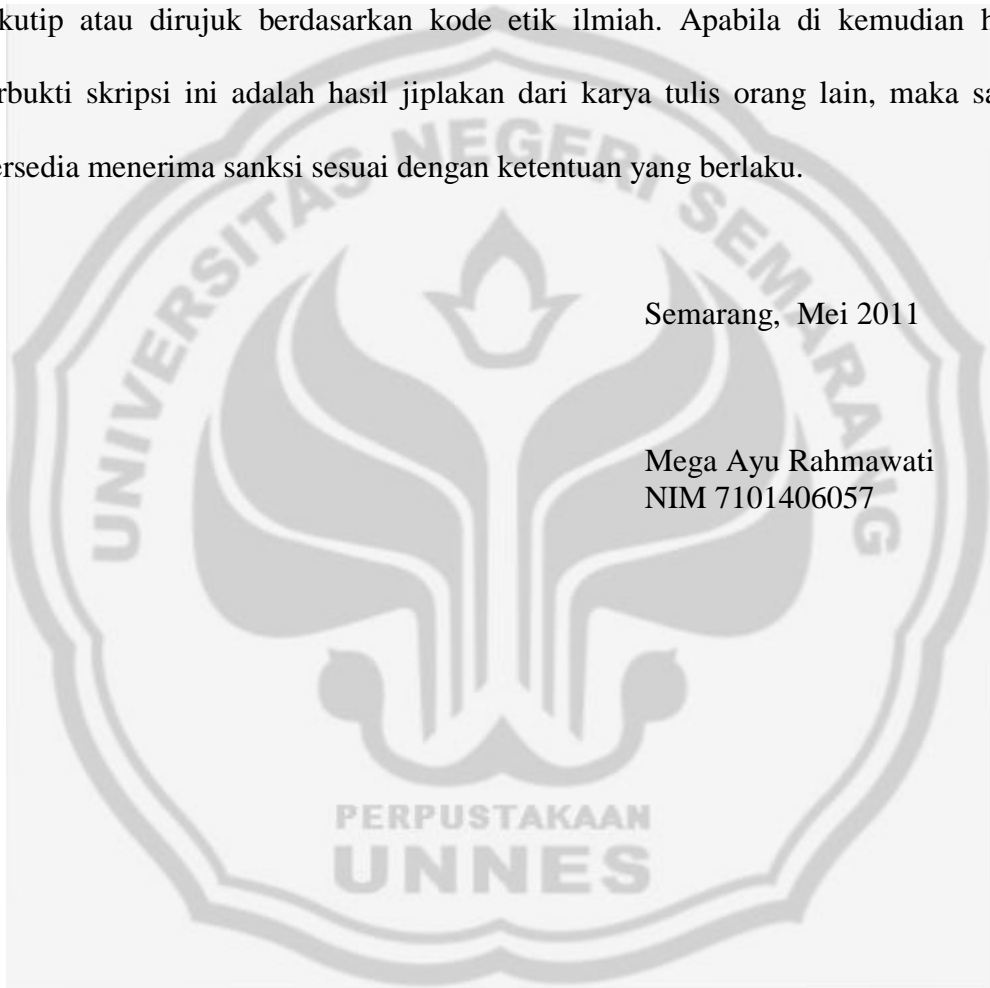 kutip atau dirujuk berdasarkan kode etik ilmiah. Apabila di kemudian
rbukti skripsi ini adalah hasil jiplakan dari karya tulis orang lain, maka
ersedia menerima sanksi sesuai dengan ketentuan yang berlaku.
UNIVERSITAS NEGERI SEMARANG
Semarang, Mei 2011
Mega Ayu Rahmawati
NIM 7101406057
PERPUSTAKAAN
UNNES